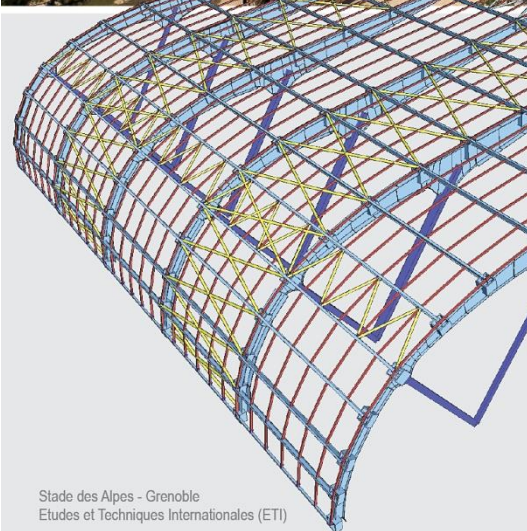 Stade des Alpes - Grenoble
Etudes et Techniques Internationales (ETI)